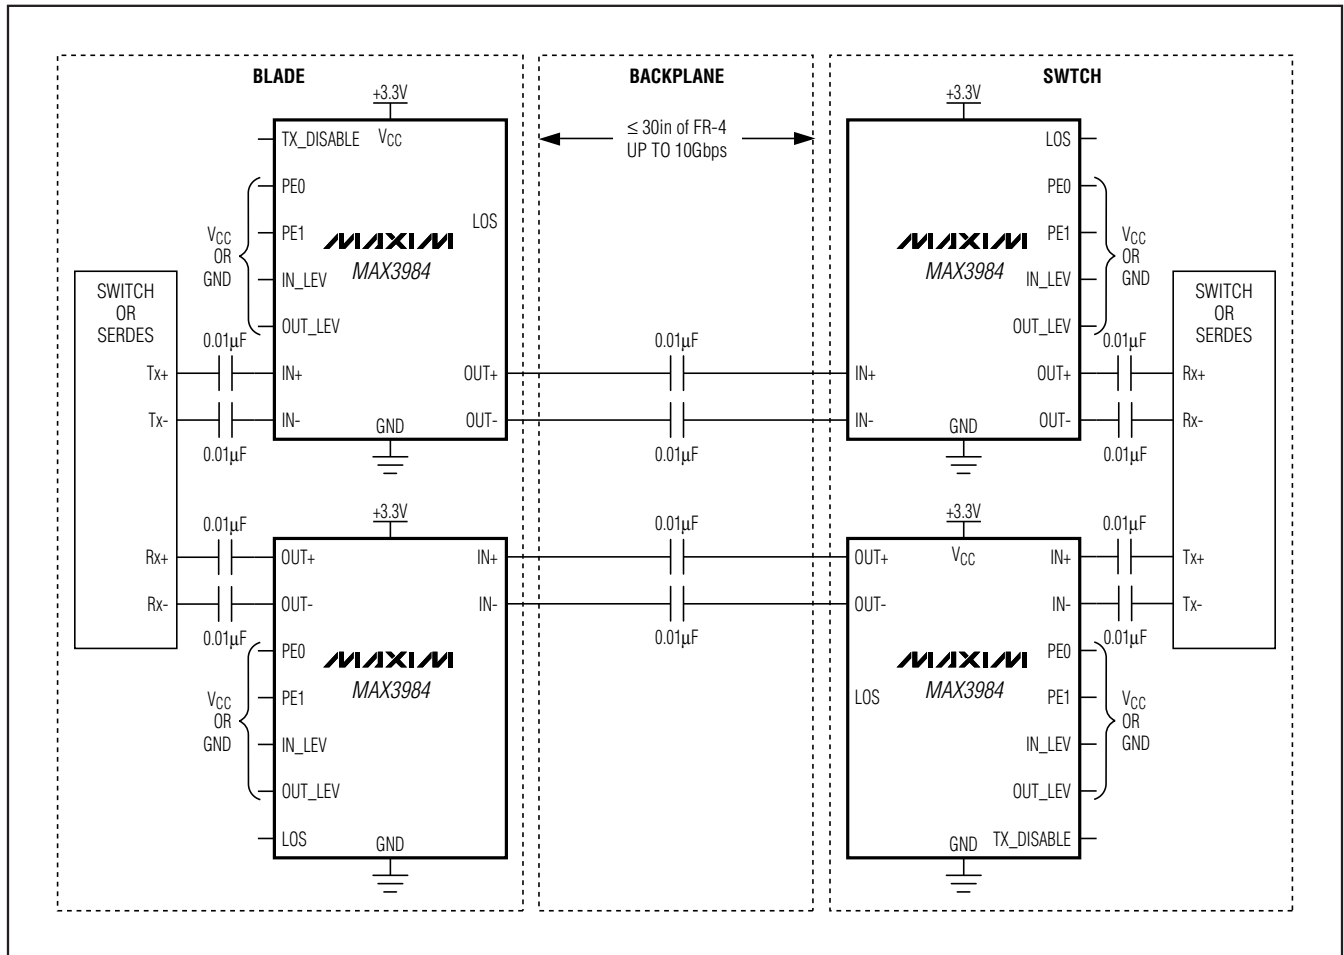 BLADE
BACKPLANE
SWTCH
+3.3V
TX_DISABLE
VCC
PE0
PE1
IN_LEV
OUT_LEV
IN+
IN-
LOS
OUT+
OUT-
GND
MAXIM
MAX3984
VCC
OR
GND
SWITCH
OR
SERDES
Tx+
Tx-
Rx+
Rx-
0.01μF
0.01μF
≤ 30in of FR-4
UP TO 10Gbps
0.01μF
0.01μF
+3.3V
LOS
PE0
PE1
IN_LEV
OUT_LEV
OUT+
OUT-
IN+
IN-
GND
MAXIM
MAX3984
VCC
OR
GND
0.01μF
0.01μF
SWITCH
OR
SERDES
Rx+
Rx-
Tx+
Tx-
0.01μF
0.01μF
+3.3V
OUT+
OUT-
PE0
PE1
IN_LEV
OUT_LEV
LOS
IN+
IN-
MAXIM
MAX3984
GND
VCC
OR
GND
0.01μF
0.01μF
+3.3V
VCC
OUT+
OUT-
LOS
IN+
IN-
PE0
PE1
IN_LEV
OUT_LEV
TX_DISABLE
MAXIM
MAX3984
GND
VCC
OR
GND
0.01μF
0.01μF